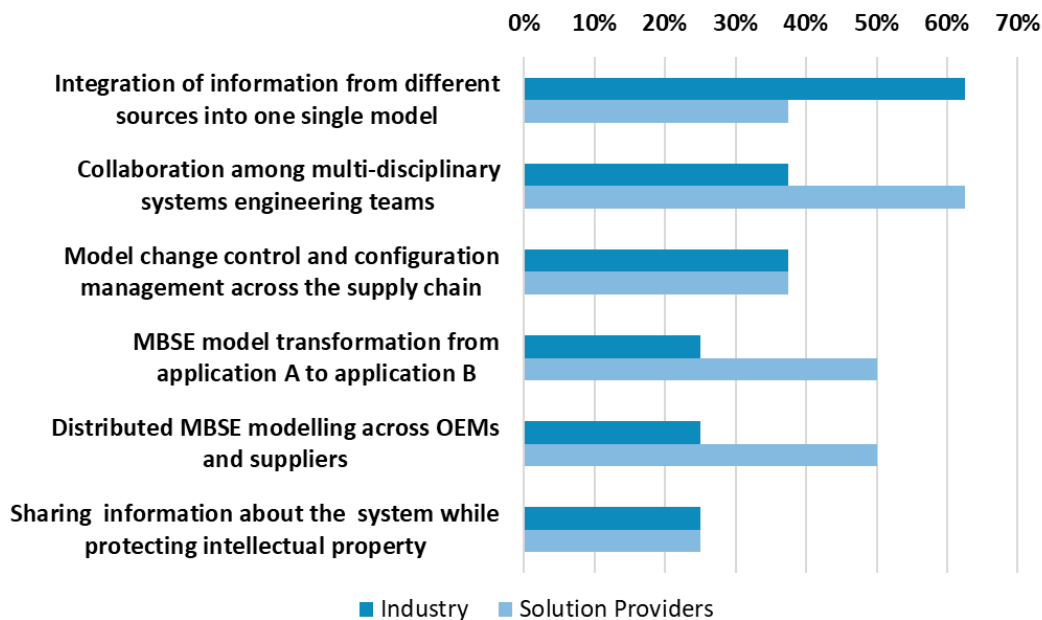 0% 10% 20% 30% 40% 50% 60% 70%
Integration of information from different
sources into one single model
Collaboration among multi-disciplinary
systems engineering teams
Model change control and configuration
management across the supply chain
MBSE model transformation from
application A to application B
Distributed MBSE modelling across OEMs
and suppliers
Sharing information about the system while
protecting intellectual property
Industry Solution Providers